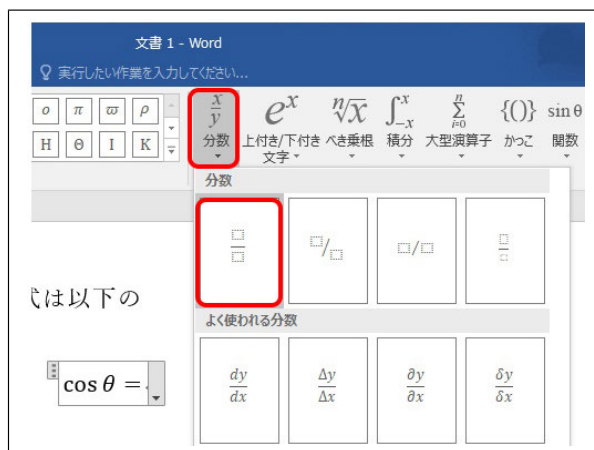 文書 1 - Word
実行したい作業を入力してください...
ο π ϖ ρ
Η Θ Ι Κ
x/y e^x ⁿ√x ∫_{-x}^{x} Σ_{i=0}^{n} {()} sin θ
分数 上付き/下付き文字 べき乗根 積分 大型演算子 かっこ 関数
分数
□/□ □/□ □/□ □/□
は以下の
よく使われる分数
cos θ =
dy/dx Δy/Δx ∂y/∂x δy/δx